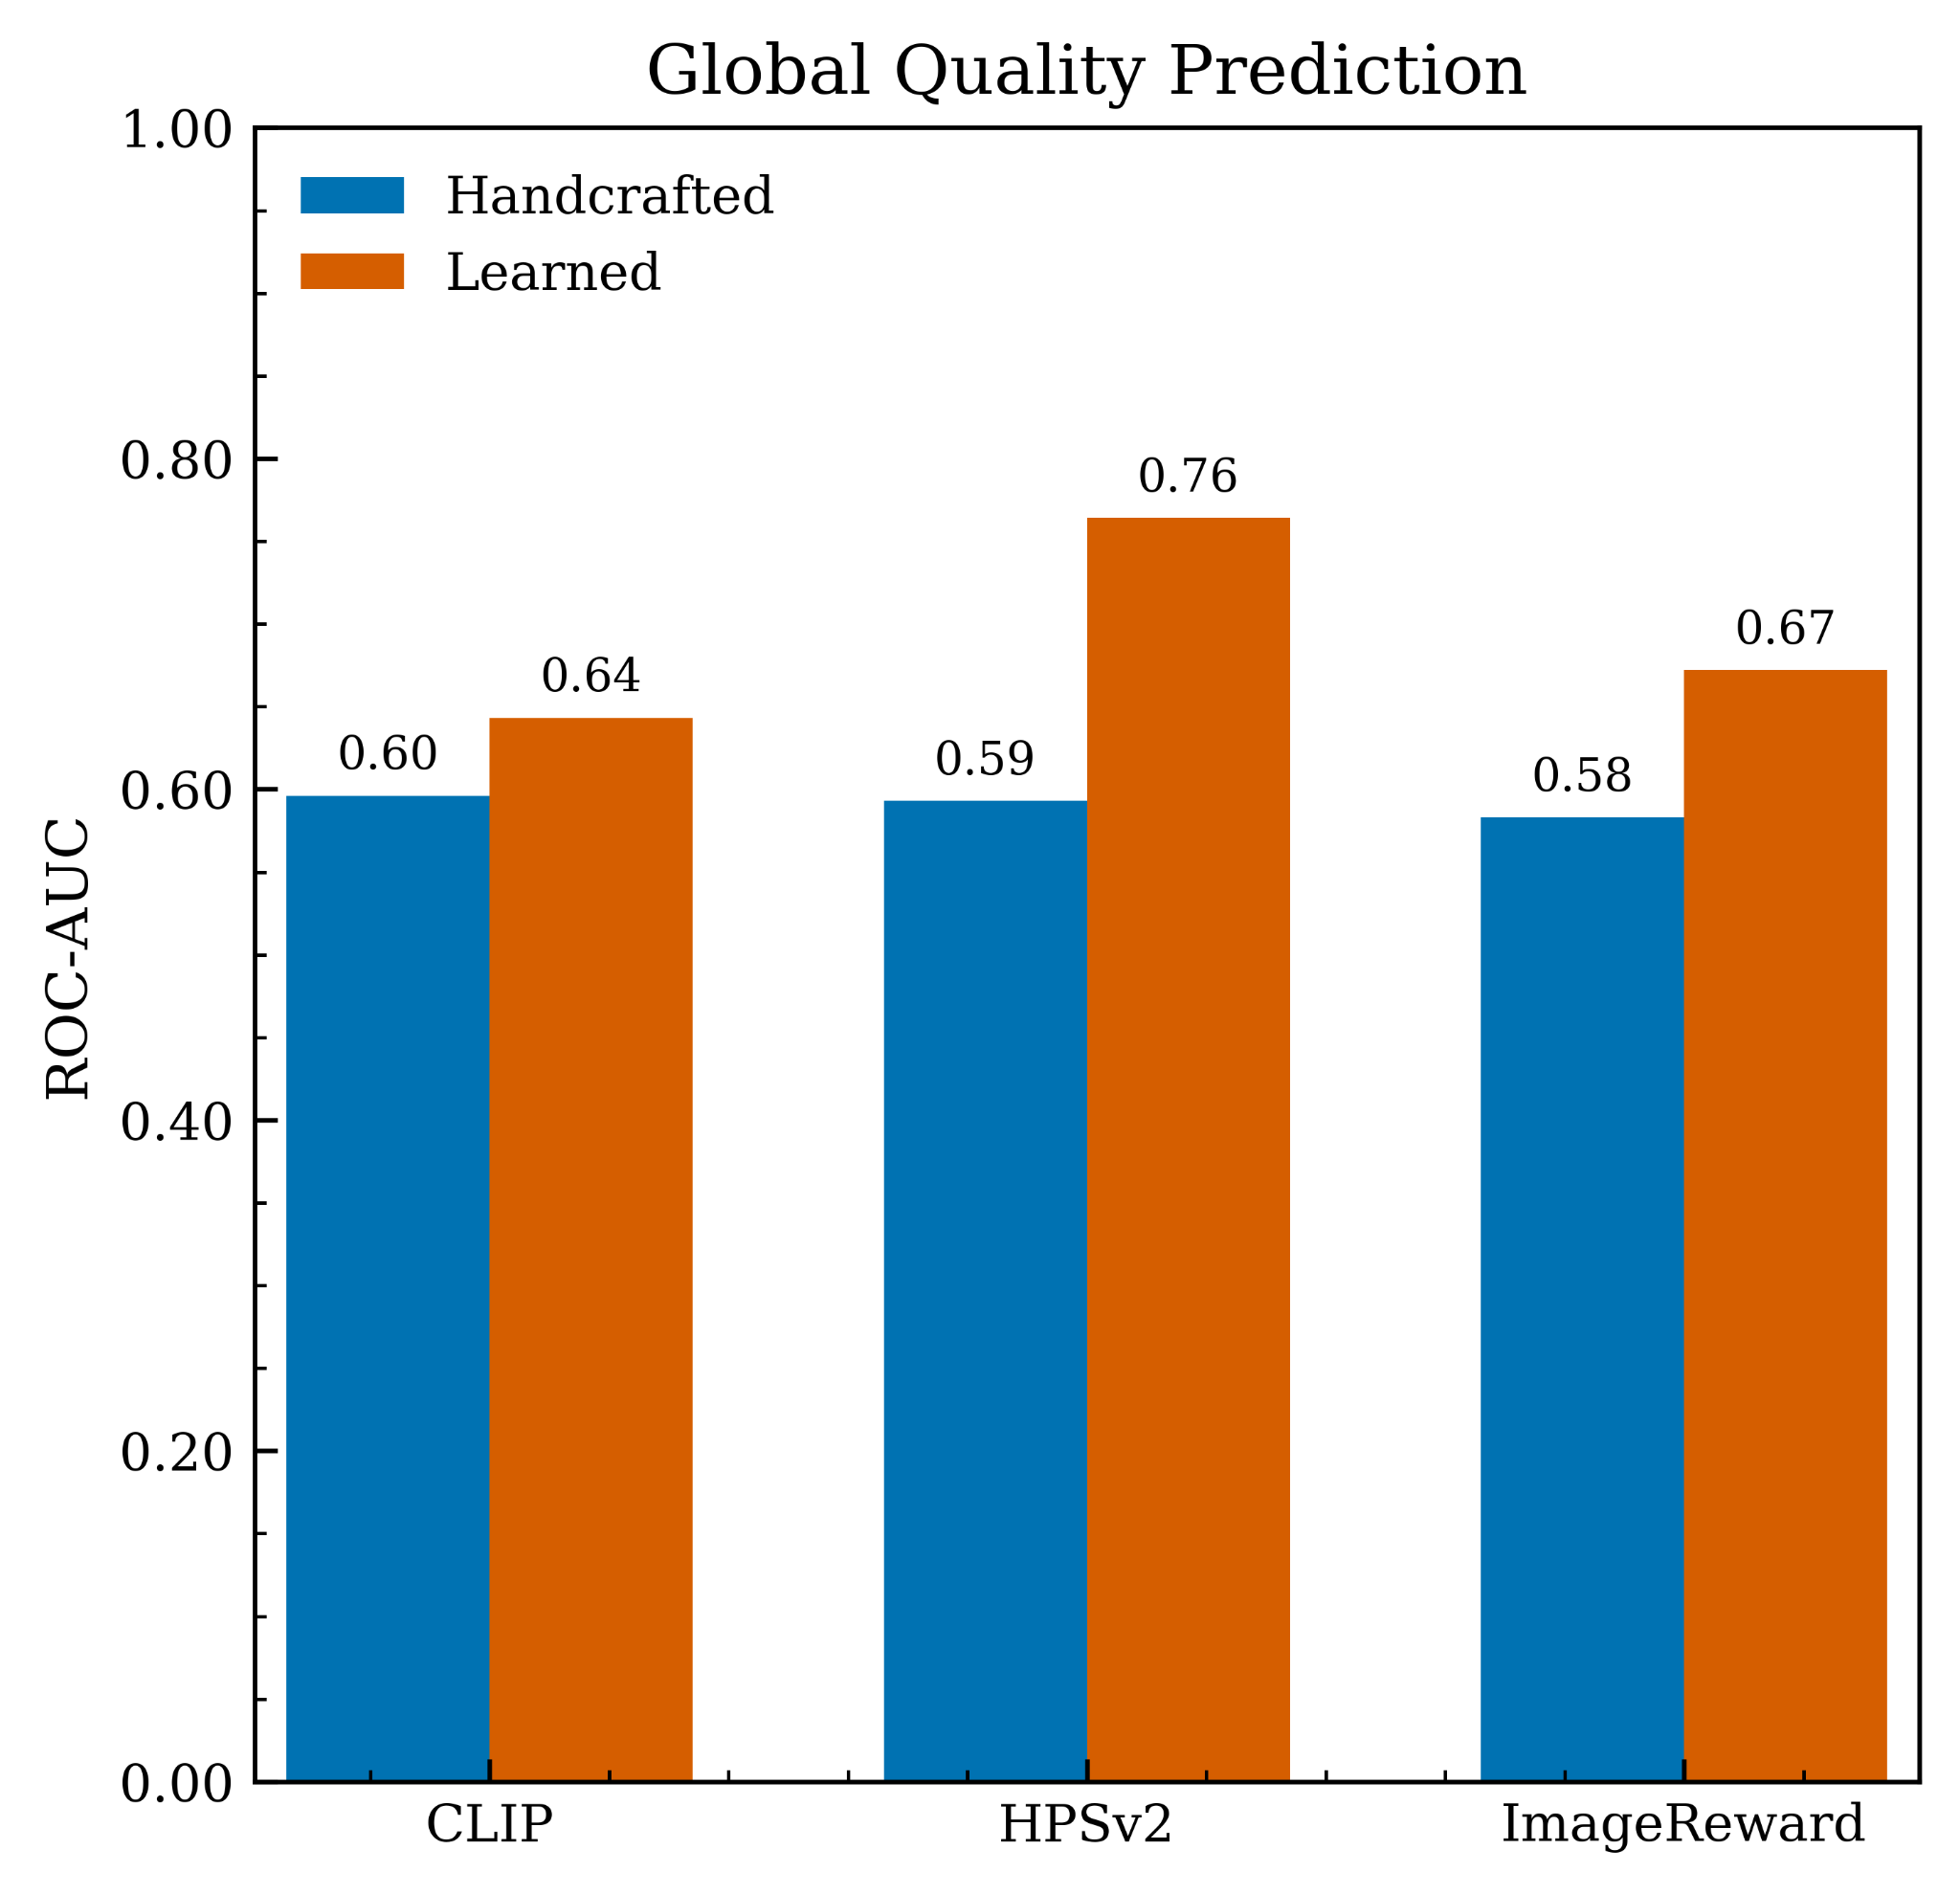 Global Quality Prediction
1.00
Handcrafted
Learned
0.80
0.76
0.67
0.64
0.60
0.59
0.58
0.60
ROC-AUC
0.40
0.20
0.00
CLIP HPSv2 ImageReward